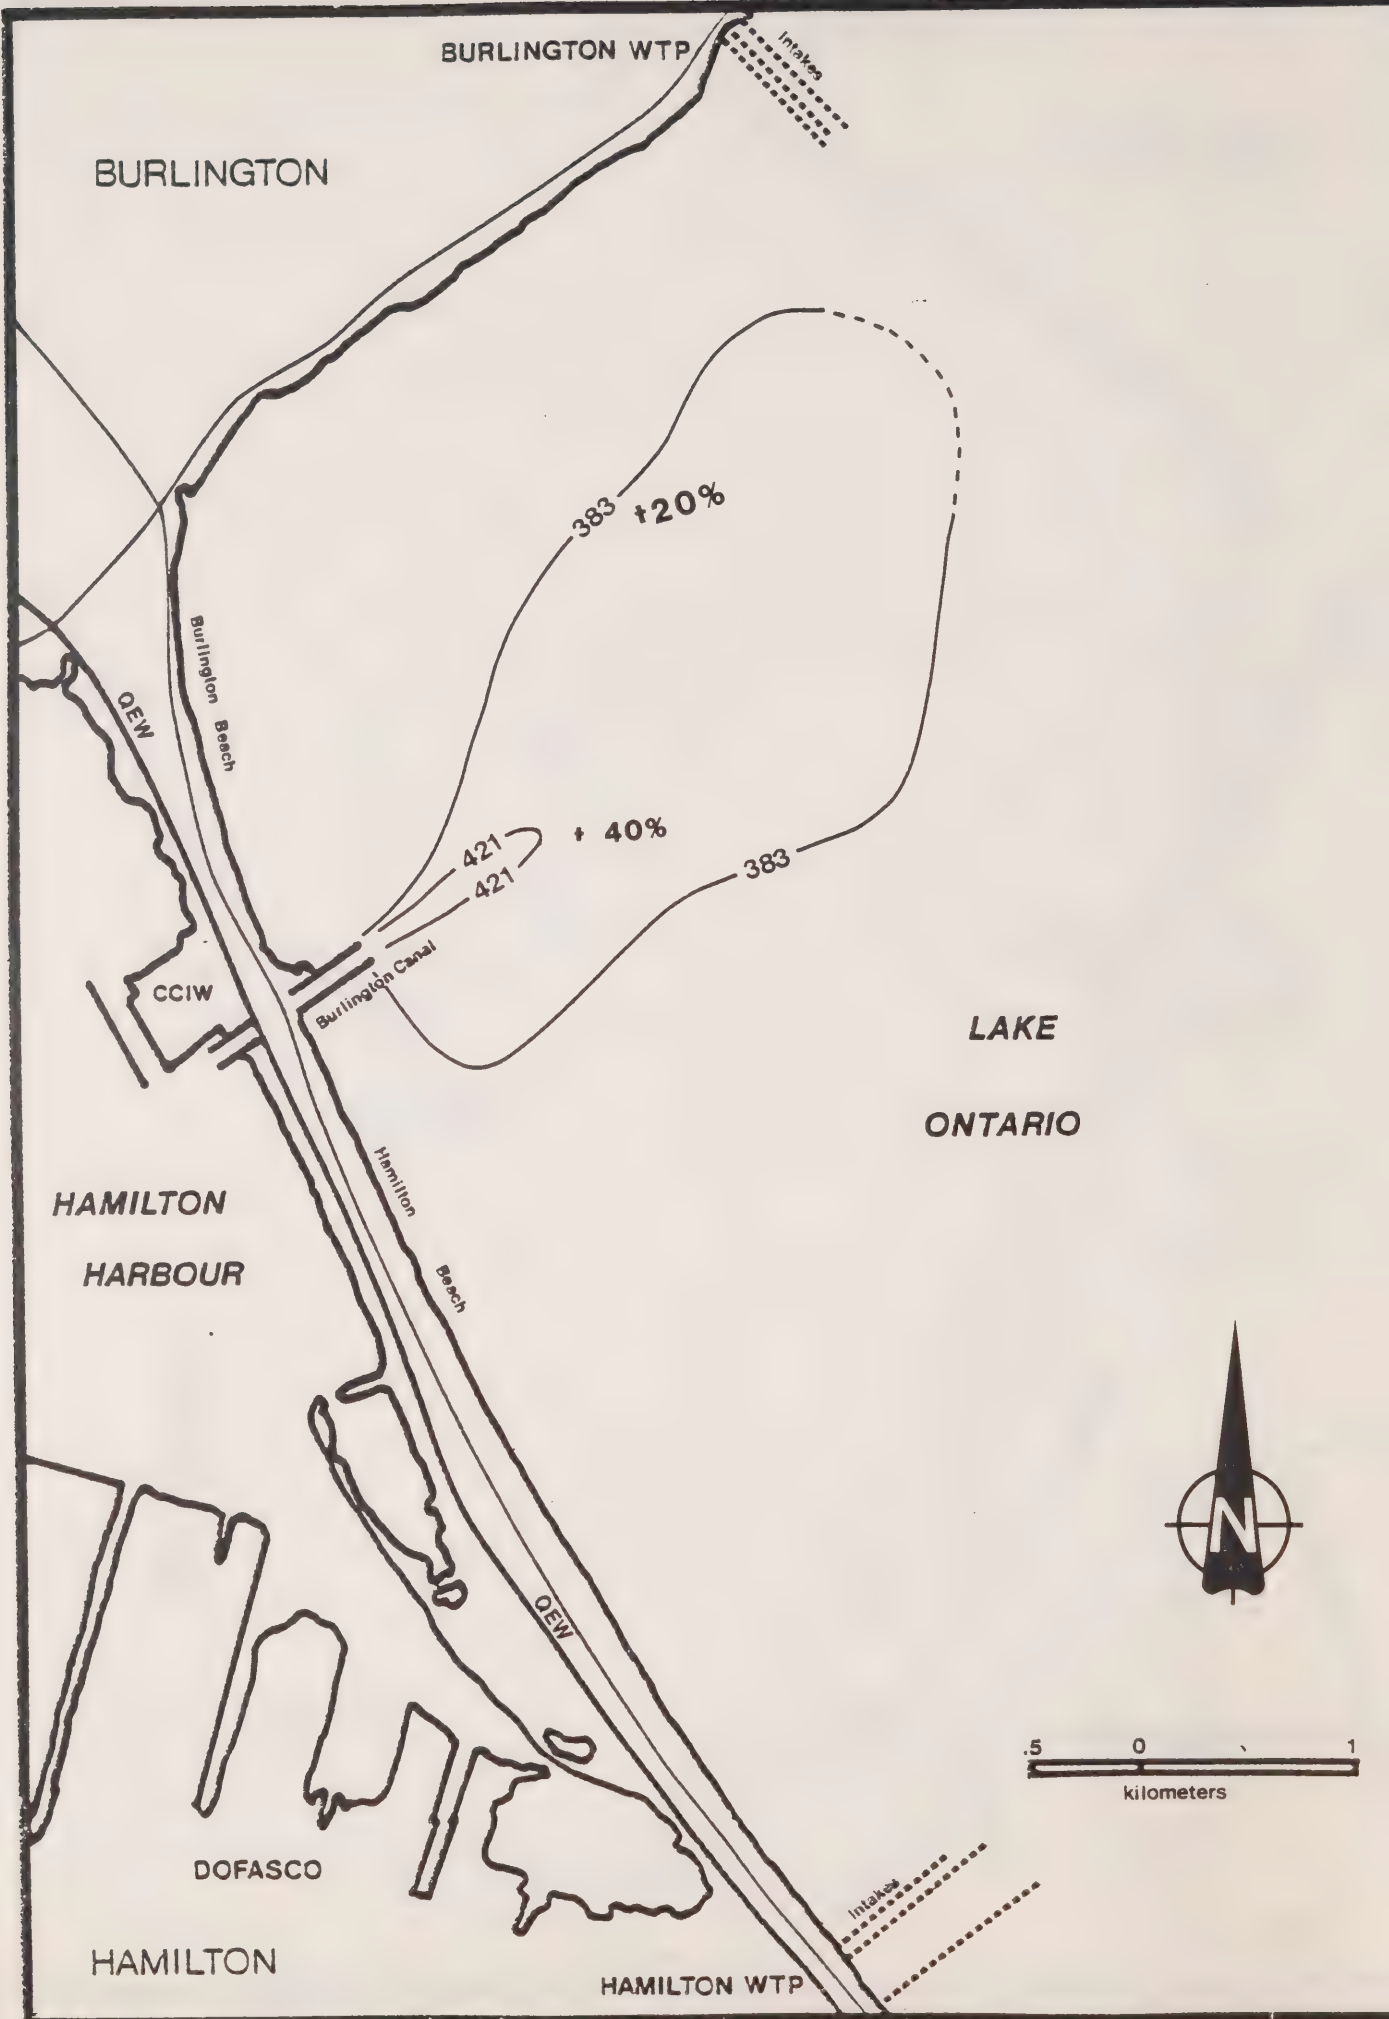 BURLINGTON WTP
Intakes
BURLINGTON
383
+20%
Burlington Beach
QEW
421
+ 40%
421
383
Burlington Canal
CCIW
LAKE
ONTARIO
Hamilton
HAMILTON
HARBOUR
Beach
N
QEW
.5 0 1
kilometers
DOFASCO
Intakes
HAMILTON
HAMILTON WTP